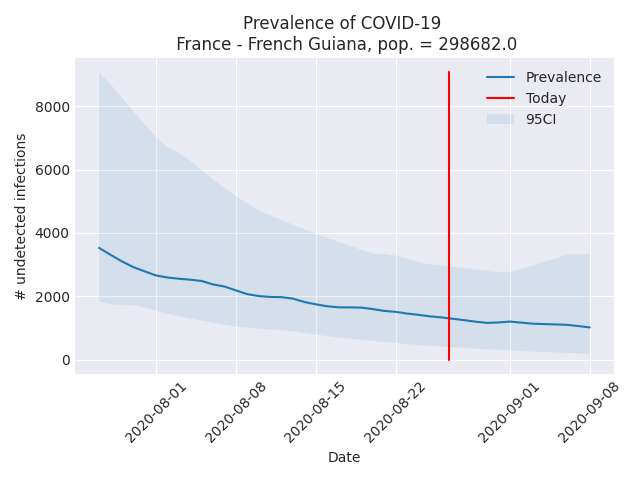 Prevalence of COVID-19
France - French Guiana, pop. = 298682.0
Prevalence
Today
95CI
# undetected infections
8000
6000
4000
2000
0
2020-08-01
2020-08-08
2020-08-15
2020-08-22
2020-09-01
2020-09-08
Date